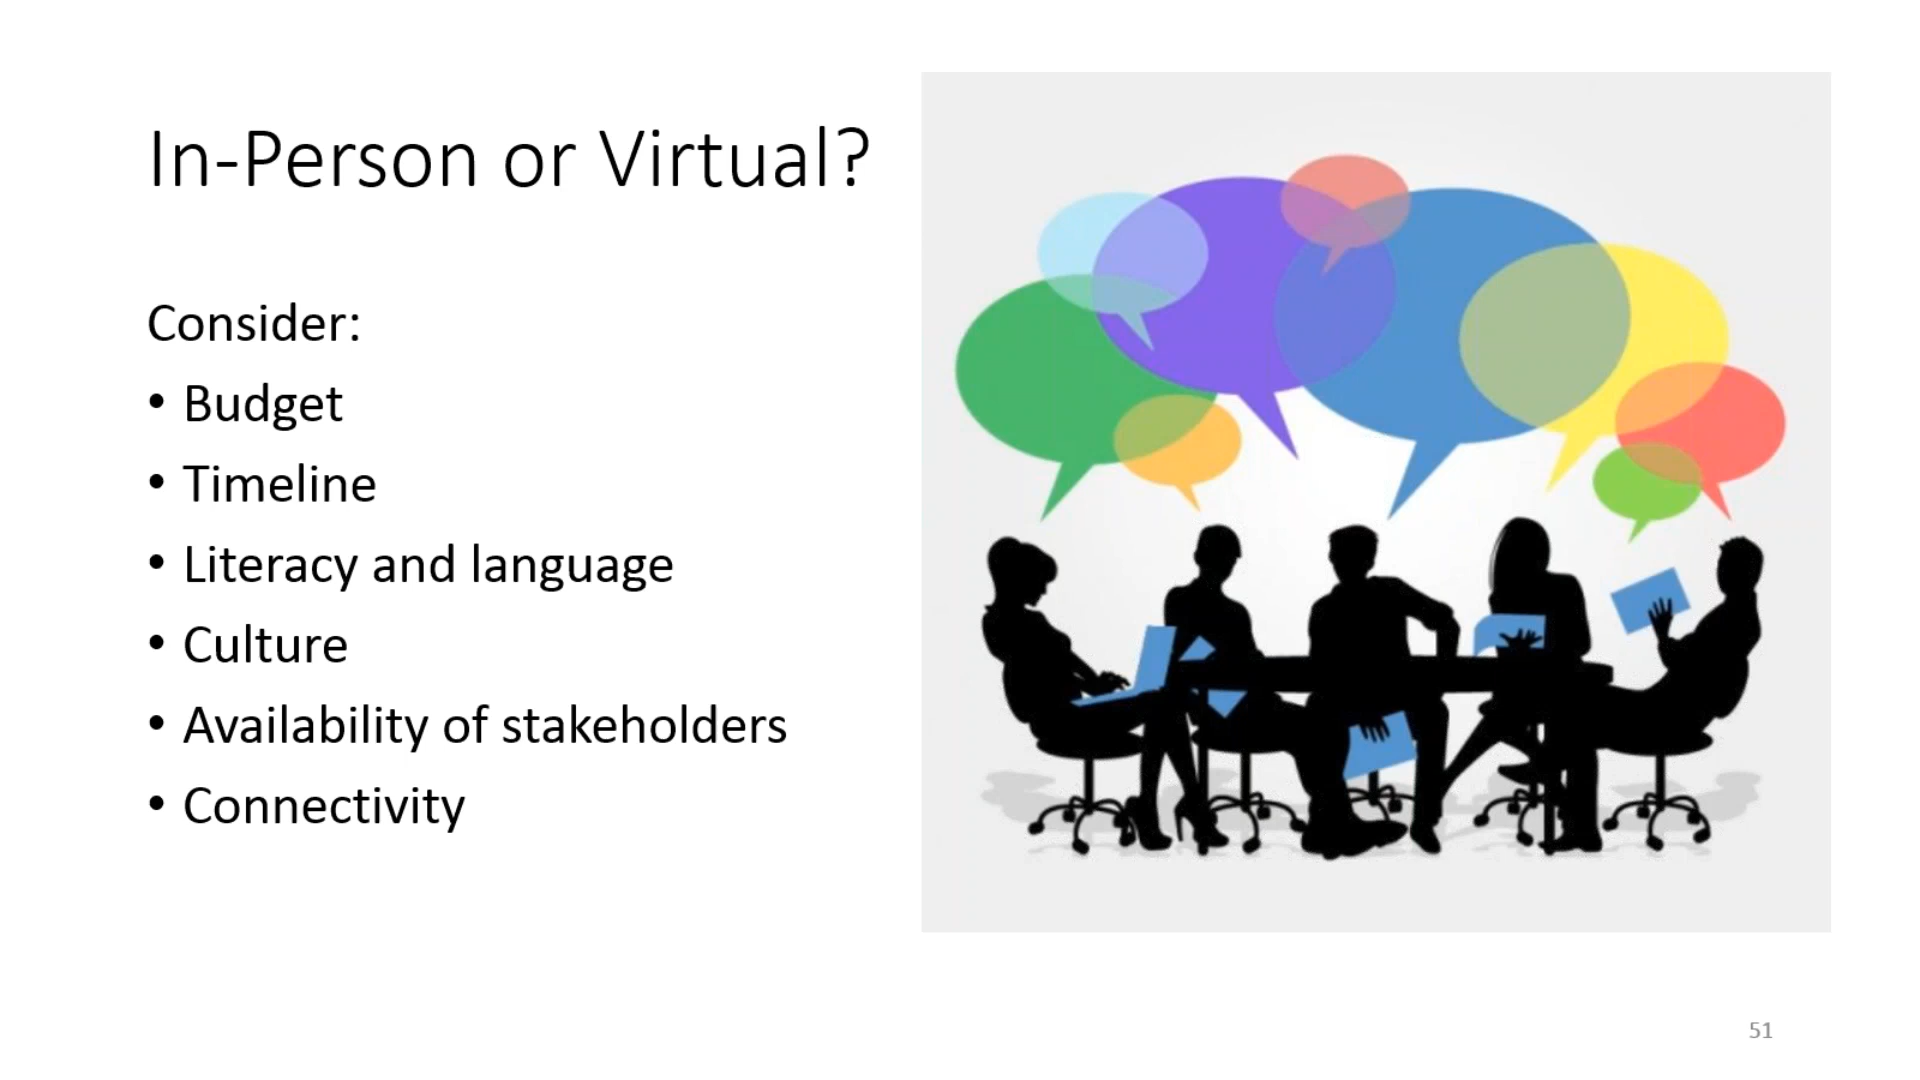 In-Person or Virtual?
Consider:
• Budget
• Timeline
• Literacy and language
• Culture
• Availability of stakeholders
• Connectivity
51